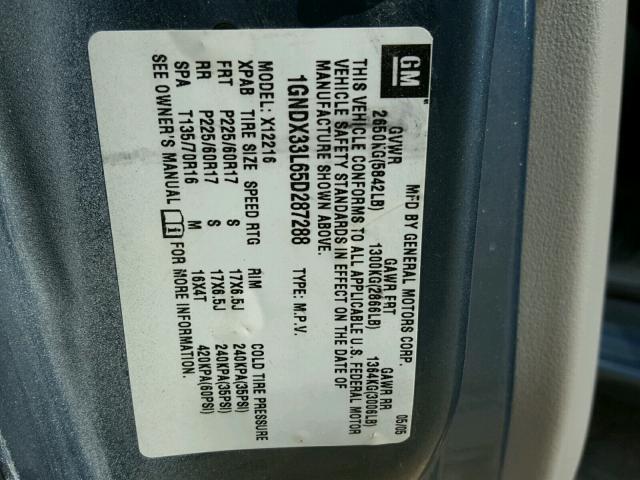 GM
MFD BY GENERAL MOTORS CORP. 05/05
GVWR GAWR FRT GAWR RR
2650KG(5842LB) 1300KG(2866LB) 1364KG(3006LB)
THIS VEHICLE CONFORMS TO ALL APPLICABLE U.S. FEDERAL MOTOR
VEHICLE SAFETY STANDARDS IN EFFECT ON THE DATE OF
MANUFACTURE SHOWN ABOVE.
1GNDX33L65D287288 TYPE: M.P.V.
MODEL: X12216
XPAB TIRE SIZE SPEED RTG RIM COLD TIRE PRESSURE
FRT P225/60R17 S 17X6.5J 240KPA(35PSI)
RR P225/60R17 S 17X6.5J 240KPA(35PSI)
SPA T135/70R16 M 16X4T 420KPA(60PSI)
SEE OWNER'S MANUAL i FOR MORE INFORMATION.